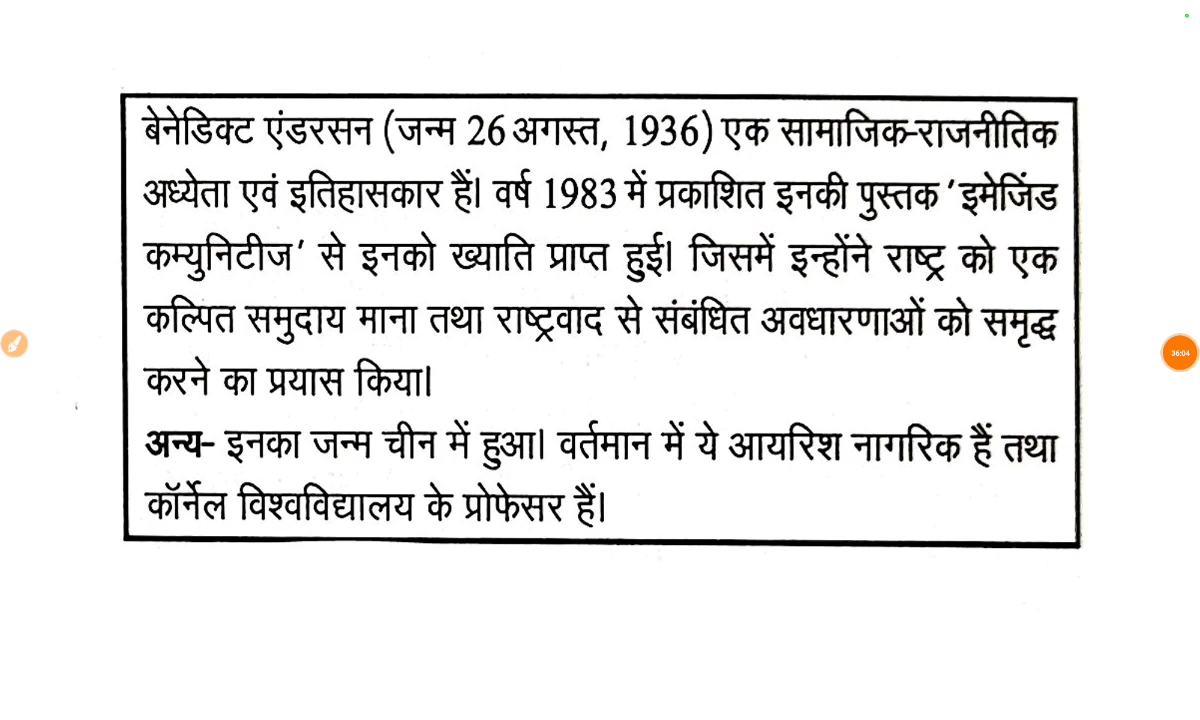 बेनेडिक्ट एंडरसन (जन्म 26 अगस्त, 1936) एक सामाजिक-राजनीतिक
अध्येता एवं इतिहासकार हैं। वर्ष 1983 में प्रकाशित इनकी पुस्तक ‘इमेजिंड
कम्युनिटीज’ से इनको ख्याति प्राप्त हुई। जिसमें इन्होंने राष्ट्र को एक
कल्पित समुदाय माना तथा राष्ट्रवाद से संबंधित अवधारणाओं को समृद्ध
करने का प्रयास किया।
अन्य- इनका जन्म चीन में हुआ। वर्तमान में ये आयरिश नागरिक हैं तथा
कॉर्नेल विश्वविद्यालय के प्रोफेसर हैं।
36:04